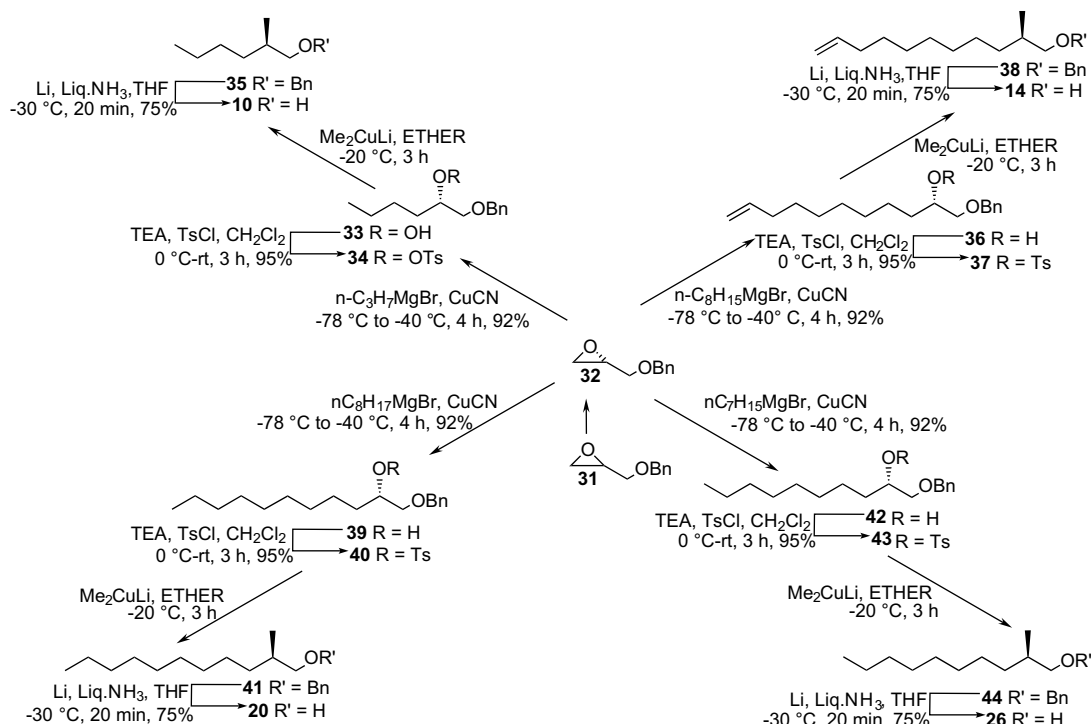 OR'
Li, Liq.NH3,THF
-30 °C, 20 min, 75%
35 R' = Bn
10 R' = H
Me2CuLi, ETHER
-20 °C, 3 h
OR
OBn
TEA, TsCl, CH2Cl2
0 °C-rt, 3 h, 95%
33 R = OH
34 R = OTs
n-C3H7MgBr, CuCN
-78 °C to -40 °C, 4 h, 92%
OR'
Li, Liq.NH3,THF
-30 °C, 20 min, 75%
38 R' = Bn
14 R' = H
Me2CuLi, ETHER
-20 °C, 3 h
OR
OBn
TEA, TsCl, CH2Cl2
0 °C-rt, 3 h, 95%
36 R = H
37 R = Ts
n-C8H15MgBr, CuCN
-78 °C to -40° C, 4 h, 92%
O
OBn
32
O
OBn
31
nC8H17MgBr, CuCN
-78 °C to -40 °C, 4 h, 92%
OR
OBn
TEA, TsCl, CH2Cl2
0 °C-rt, 3 h, 95%
39 R = H
40 R = Ts
Me2CuLi, ETHER
-20 °C, 3 h
OR'
Li, Liq.NH3, THF
-30 °C, 20 min, 75%
41 R' = Bn
20 R' = H
nC7H15MgBr, CuCN
-78 °C to -40 °C, 4 h, 92%
OR
OBn
TEA, TsCl, CH2Cl2
0 °C-rt, 3 h, 95%
42 R = H
43 R = Ts
Me2CuLi, ETHER
-20 °C, 3 h
OR'
Li, Liq.NH3, THF
-30 °C, 20 min, 75%
44 R' = Bn
26 R' = H